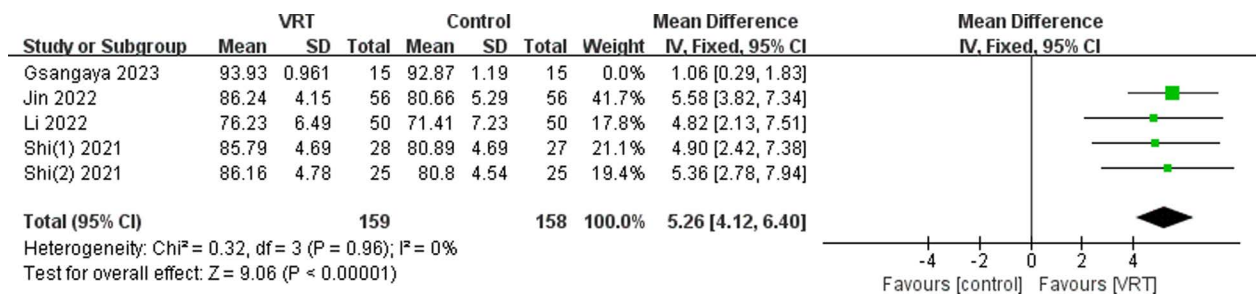 VRT Control Mean Difference Mean Difference
Study or Subgroup Mean SD Total Mean SD Total Weight IV, Fixed, 95% CI IV, Fixed, 95% CI
Gsangaya 2023 93.93 0.961 15 92.87 1.19 15 0.0% 1.06 [0.29, 1.83]
Jin 2022 86.24 4.15 56 80.66 5.29 56 41.7% 5.58 [3.82, 7.34]
Li 2022 76.23 6.49 50 71.41 7.23 50 17.8% 4.82 [2.13, 7.51]
Shi(1) 2021 85.79 4.69 28 80.89 4.69 27 21.1% 4.90 [2.42, 7.38]
Shi(2) 2021 86.16 4.78 25 80.8 4.54 25 19.4% 5.36 [2.78, 7.94]
Total (95% CI) 159 158 100.0% 5.26 [4.12, 6.40]
Heterogeneity: Chi² = 0.32, df = 3 (P = 0.96); I² = 0%
Test for overall effect: Z = 9.06 (P < 0.00001)
-4 -2 0 2 4
Favours [control] Favours [VRT]